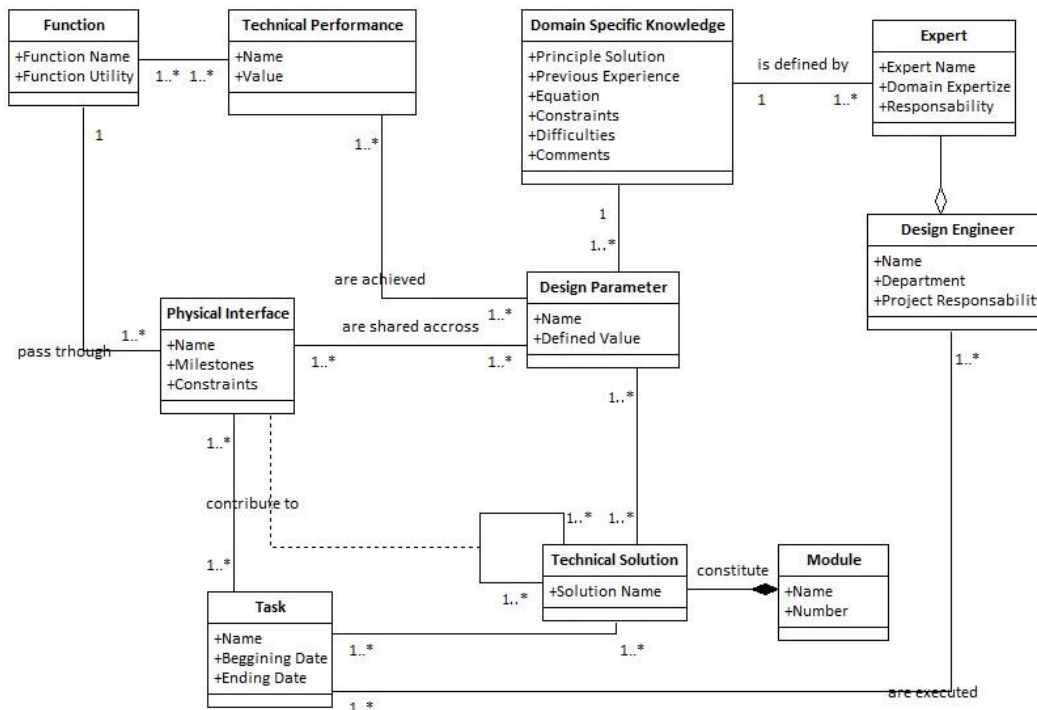 Function
+Function Name
+Function Utility
1..* 1..*
Technical Performance
+Name
+Value
Domain Specific Knowledge
+Principle Solution
+Previous Experience
+Equation
+Constraints
+Difficulties
+Comments
is defined by
1
1..*
Expert
+Expert Name
+Domain Expertize
+Responsability
1
1..*
1
1..*
Design Engineer
+Name
+Department
+Project Responsability
are achieved
Physical Interface
+Name
+Milestones
+Constraints
1..*
pass trhough
are shared accross
1..*
1..*
1..*
Design Parameter
+Name
+Defined Value
1..*
1..*
1..*
contribute to
1..*
1..*
1..*
1..*
Technical Solution
+Solution Name
constitute
Module
+Name
+Number
Task
+Name
+Beggining Date
+Ending Date
1..*
1..*
1..*
are executed